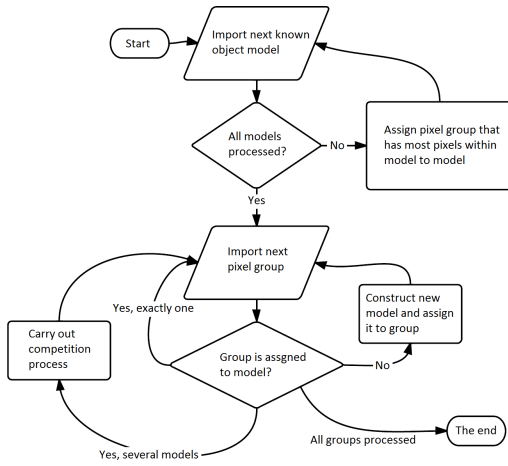 Start
Import next known
object model
All models
processed?
No
Assign pixel group that
has most pixels within
model to model
Yes
Import next
pixel group
Yes, exactly one
Construct new
model and assign
it to group
Carry out
competition
process
Group is assgned
to model?
No
Yes, several models
All groups processed
The end